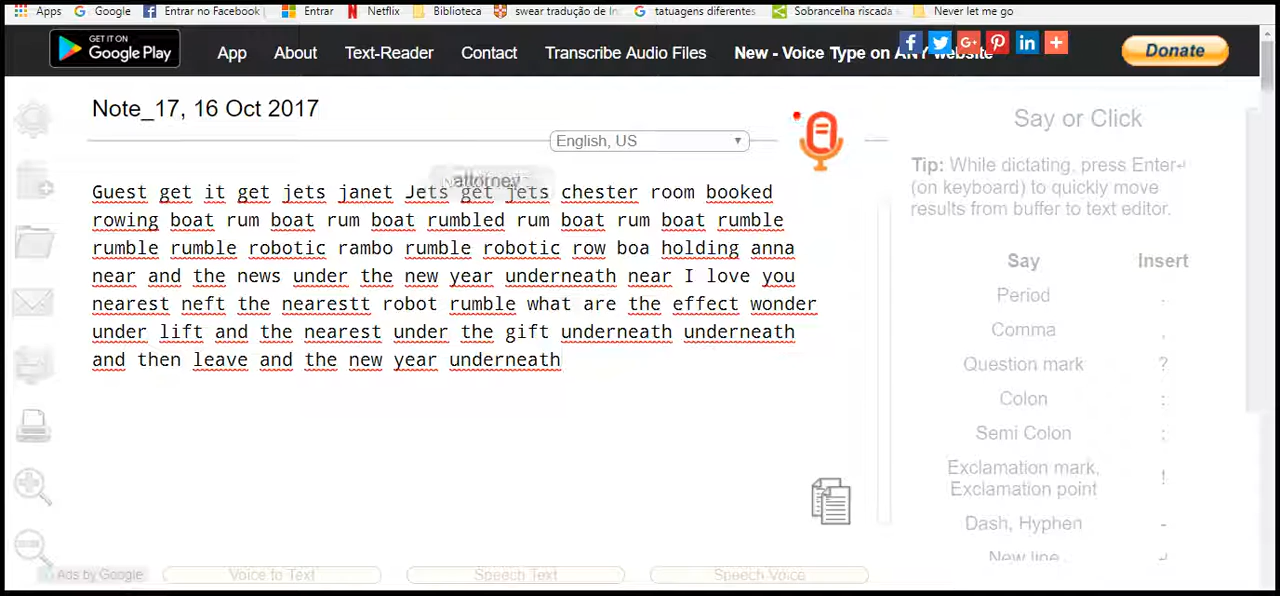 Apps Google Entrar no Facebook Entrar Netflix Biblioteca swear tradução de In tatuagens diferentes Sobrancelha riscada Never let me go
GET IT ON
Google Play
App About Text-Reader Contact Transcribe Audio Files New - Voice Type on ANY website
Donate
Note_17, 16 Oct 2017
English, US
attorney
Guest get it get jets janet Jets get jets chester room booked
rowing boat rum boat rum boat rumbled rum boat rum boat rumble
rumble rumble robotic rambo rumble robotic row boa holding anna
near and the news under the new year underneath near I love you
nearest neft the nearestt robot rumble what are the effect wonder
under lift and the nearest under the gift underneath underneath
and then leave and the new year underneath
Say or Click
Tip: While dictating, press Enter↵
(on keyboard) to quickly move
results from buffer to text editor.
Say Insert
Period .
Comma ,
Question mark ?
Colon :
Semi Colon ;
Exclamation mark,
Exclamation point !
Dash, Hyphen -
New line ↵
Ads by Google Voice to Text Speech Text Speech Voice